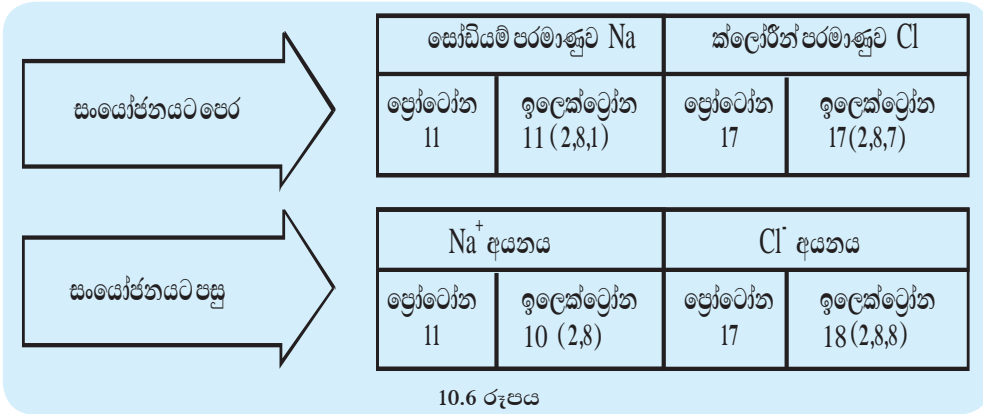 සංයෝජනයට පෙර
සෝඩියම් පරමාණුව Na ක්ලෝරීන් පරමාණුව Cl
ප්‍රෝටෝන ඉලෙක්ට්‍රෝන ප්‍රෝටෝන ඉලෙක්ට්‍රෝන
11 11 (2,8,1) 17 17(2,8,7)
සංයෝජනයට පසු
Na⁺ අයනය Cl⁻ අයනය
ප්‍රෝටෝන ඉලෙක්ට්‍රෝන ප්‍රෝටෝන ඉලෙක්ට්‍රෝන
11 10 (2,8) 17 18(2,8,8)
10.6 රූපය